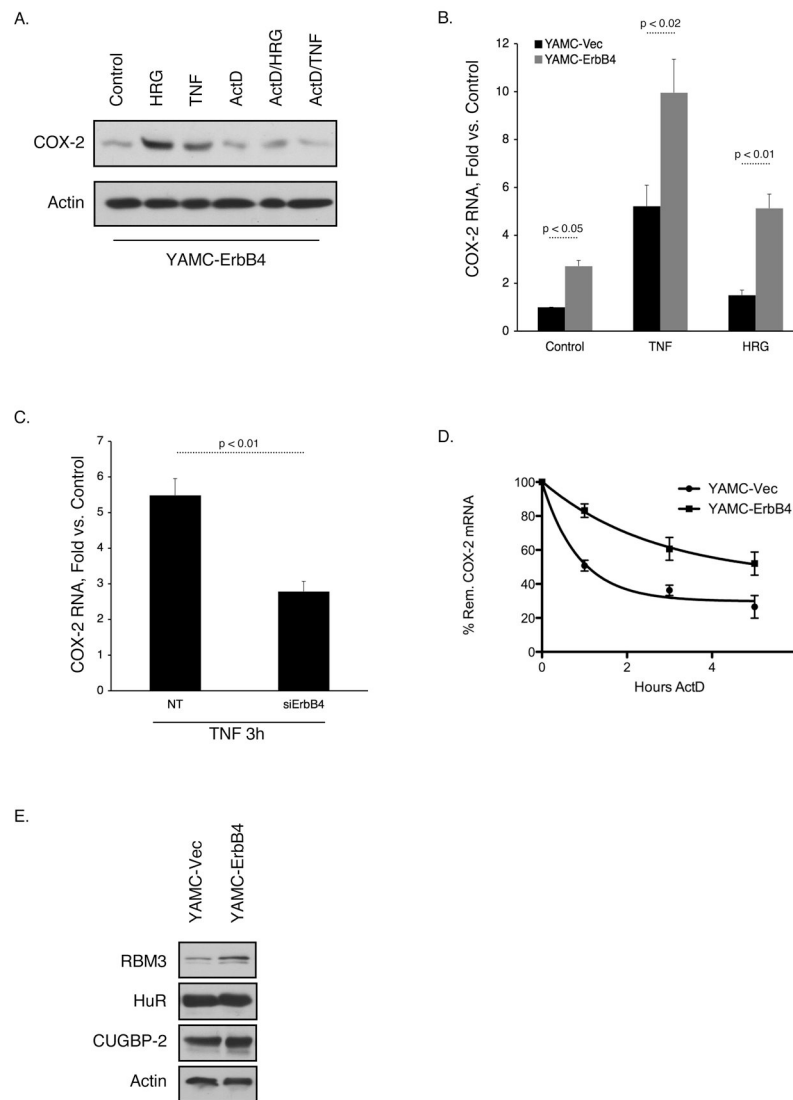 A.
Control
HRG
TNF
ActD
ActD/HRG
ActD/TNF
COX-2
Actin
YAMC-ErbB4
B.
COX-2 RNA, Fold vs. Control
12
10
8
6
4
2
0
YAMC-Vec
YAMC-ErbB4
p < 0.05
p < 0.02
p < 0.01
Control
TNF
HRG
C.
COX-2 RNA, Fold vs. Control
7
6
5
4
3
2
1
0
p < 0.01
NT
siErbB4
TNF 3h
D.
% Rem. COX-2 mRNA
100
80
60
40
20
0
YAMC-Vec
YAMC-ErbB4
0
2
4
Hours ActD
E.
YAMC-Vec
YAMC-ErbB4
RBM3
HuR
CUGBP-2
Actin